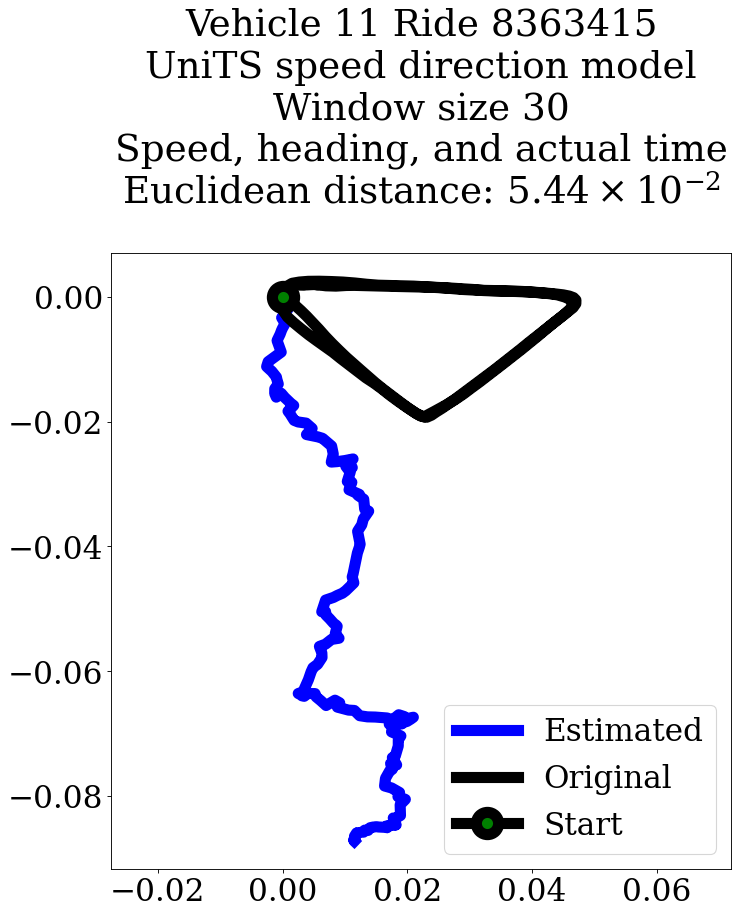 Vehicle 11 Ride 8363415
UniTS speed direction model
Window size 30
Speed, heading, and actual time
Euclidean distance: 5.44 × 10⁻²
0.00
−0.02
−0.04
−0.06
−0.08
Estimated
Original
Start
−0.02 0.00 0.02 0.04 0.06